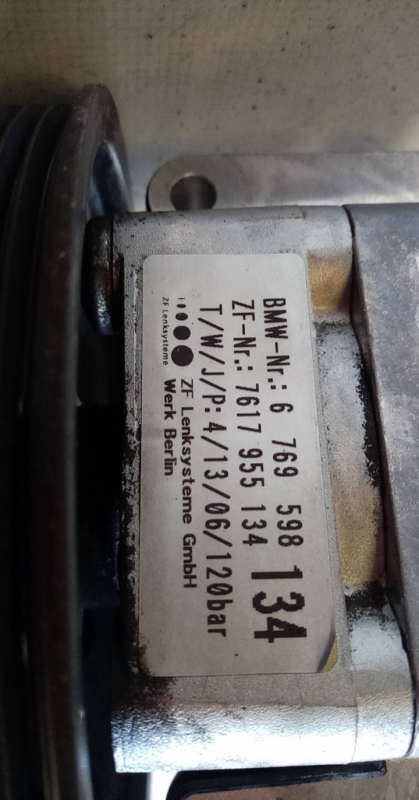 BMW-Nr.: 6 769 598
ZF-Nr.: 7617 955 134
134
T/W/J/P: 4/13/06/120bar
ZF Lenksysteme
ZF Lenksysteme GmbH
Werk Berlin